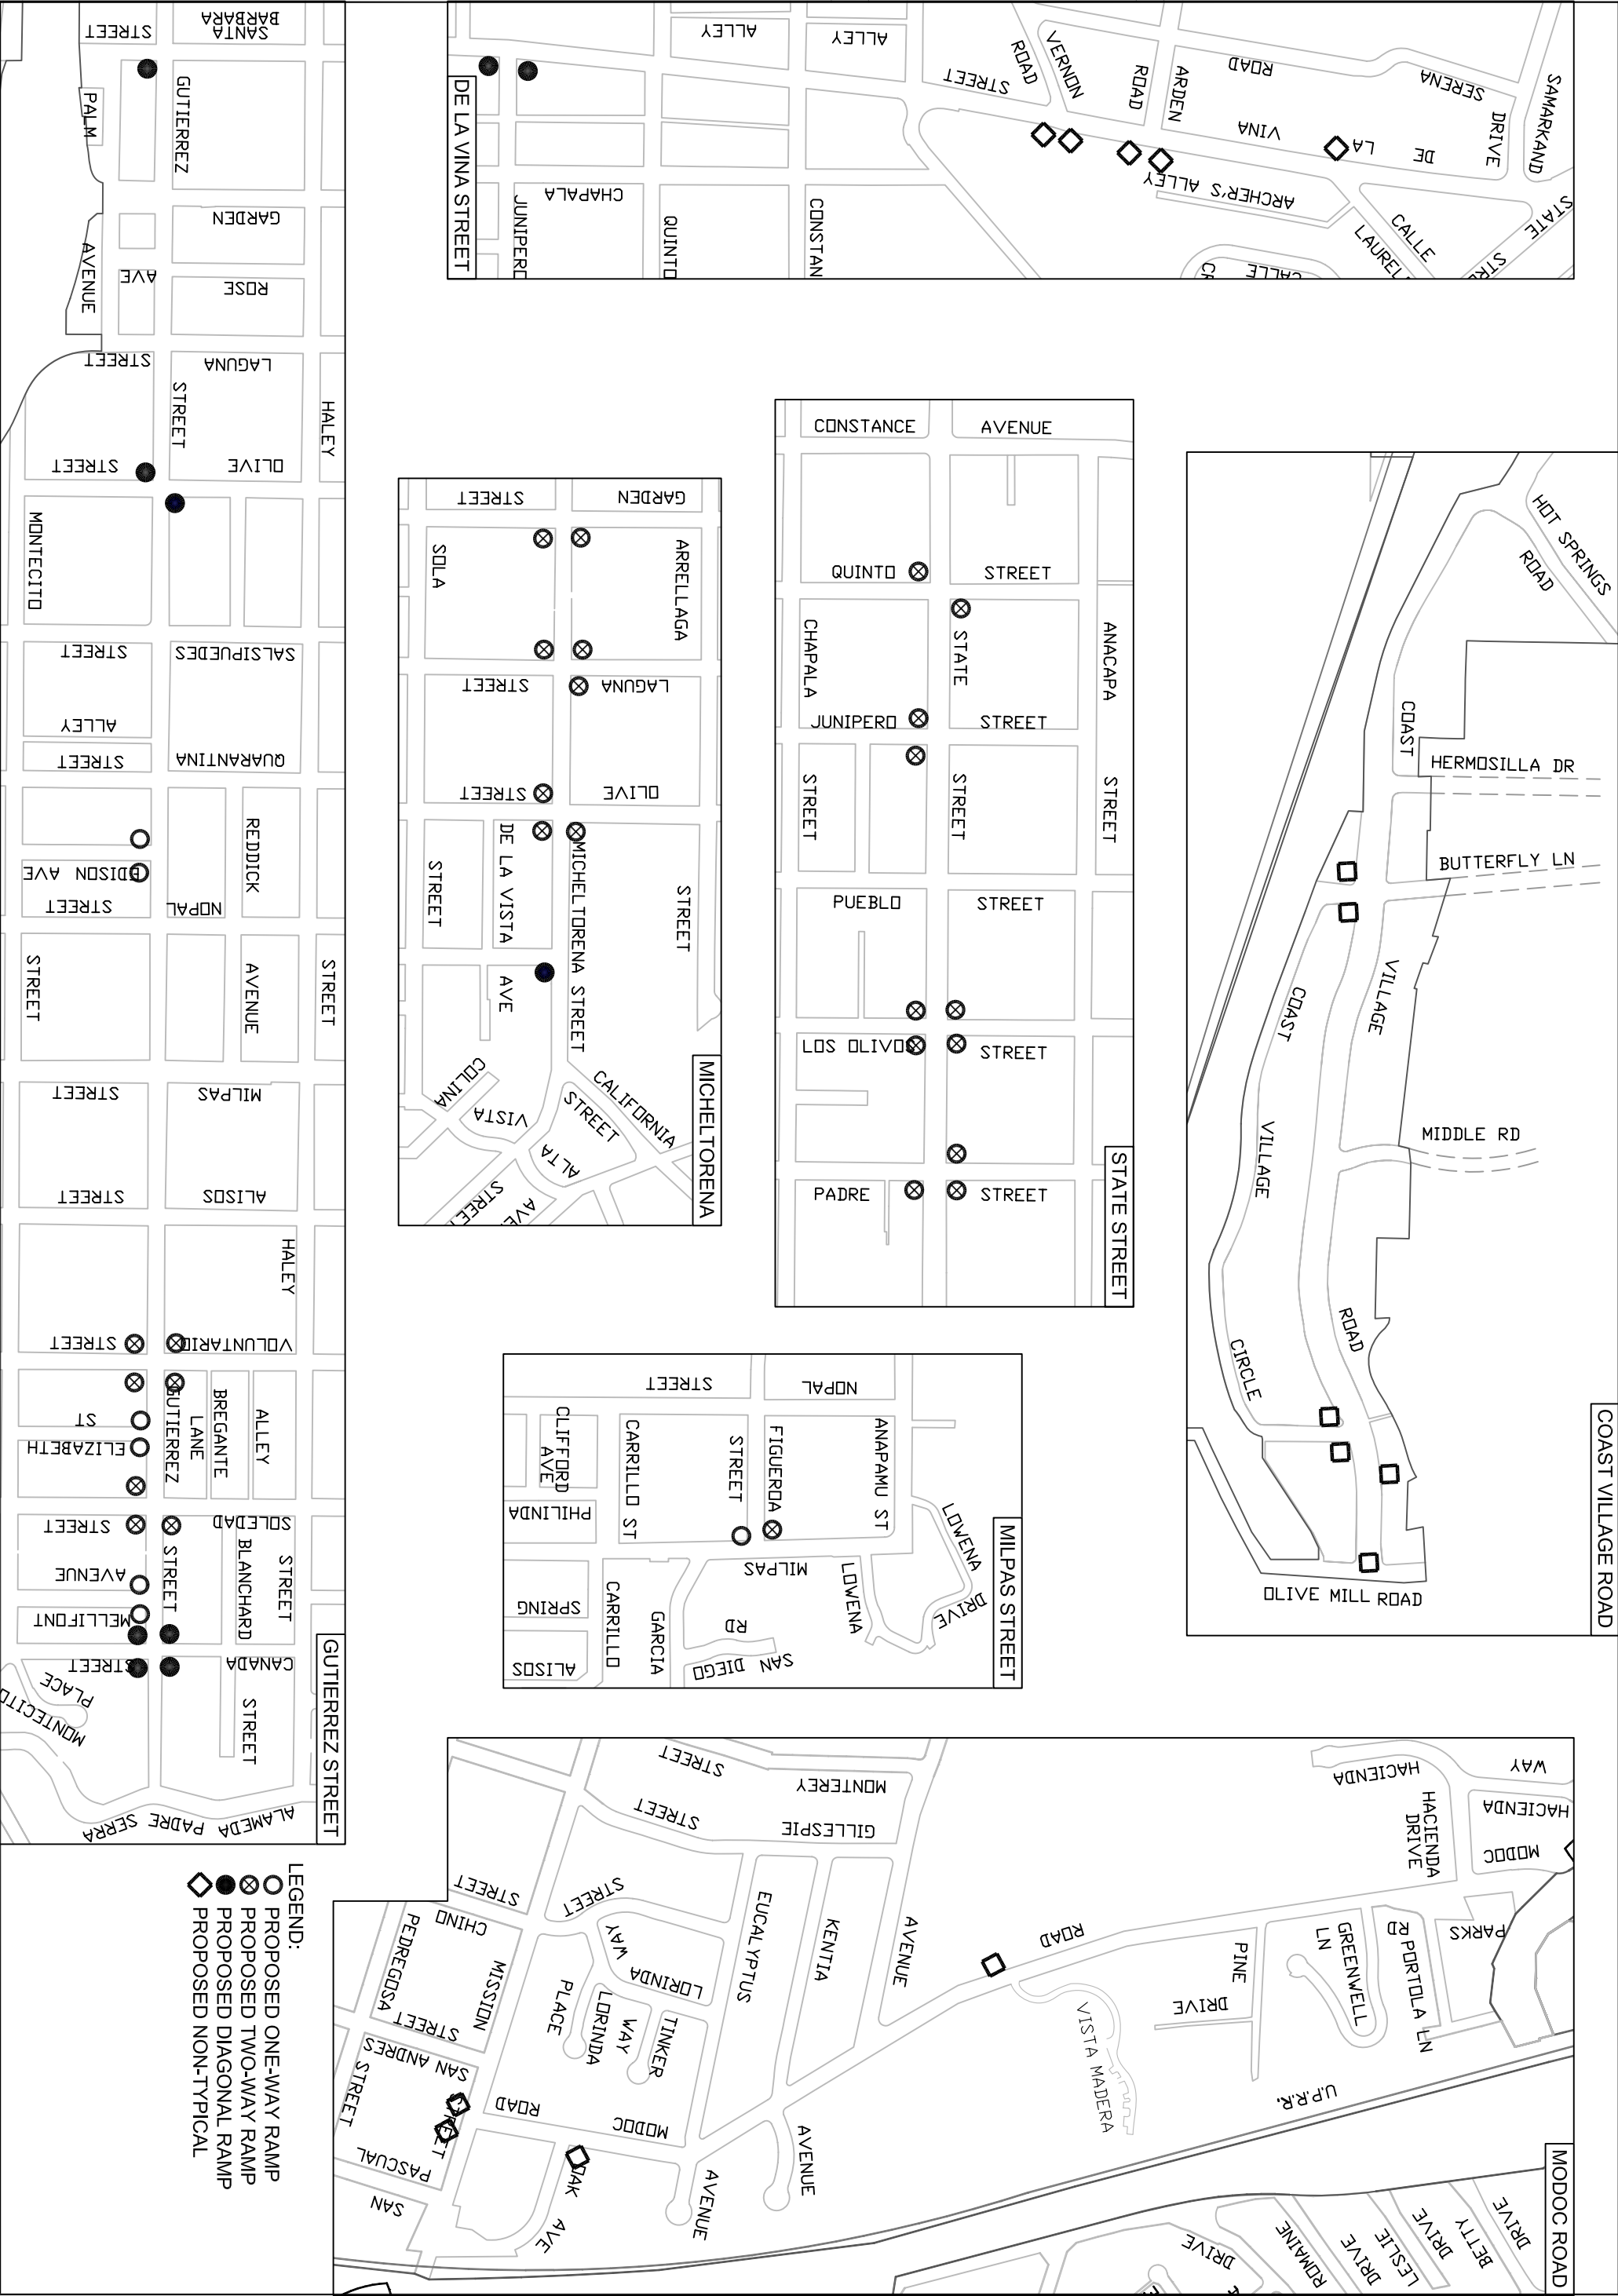 SANTA
BARBARA
STREET
PALM
GUTIERREZ
GARDEN
AVENUE
AVE
ROSE
STREET
LAGUNA
STREET
HALEY
STREET
OLIVE
MONTECITO
STREET
SALSIPUEDES
ALLEY
STREET
QUARANTINA
REDDICK
EDISON AVE
STREET
NOPAL
STREET
AVENUE
STREET
STREET
MILPAS
STREET
ALISOS
HALEY
STREET
VOLUNTARIO
ST
ELIZABETH
GUTIERREZ
LANE
BREGANTE
ALLEY
STREET
SOLEDAD
AVENUE
STREET
BLANCHARD
STREET
MELLIFONT
STREET
CANADA
PLACE
MONTECITO
STREET
ALAMEDA PADRE SERRA
GUTIERREZ STREET
ALLEY
ALLEY
STREET
ROAD
VERNON
ROAD
ARDEN
ROAD
SERENA
SAMARKAND
DRIVE
DE LA VINA
ARCHER'S ALLEY
CHAPALA
JUNIPERO
QUINTO
CONSTAN
CALLE
LAUREL
STATE
STR
CALLE
DE LA VINA STREET
STREET
GARDEN
SOLA
ARRELLAGA
STREET
LAGUNA
STREET
OLIVE
STREET
DE LA VISTA
AVE
MICHELTORENA STREET
STREET
COLINA
VISTA
STREET
CALIFORNIA
ALTA
STREET
AVE
MICHELTORENA
CONSTANCE
AVENUE
QUINTO
STREET
CHAPALA
STATE
ANACAPA
JUNIPERO
STREET
STREET
STREET
STREET
PUEBLO
STREET
LOS OLIVOS
STREET
PADRE
STREET
STATE STREET
HOT SPRINGS
ROAD
COAST
HERMOSILLA DR
BUTTERFLY LN
COAST
VILLAGE
MIDDLE RD
VILLAGE
ROAD
CIRCLE
OLIVE MILL ROAD
COAST VILLAGE ROAD
STREET
NOPAL
CLIFFORD
AVE
CARRILLO ST
STREET
FIGUEROA
ANAPAMU ST
PHILINDA
LOWENA
MILPAS
LOWENA
DRIVE
SPRING
CARRILLO
GARCIA
RD
SAN DIEGO
ALISOS
MILPAS STREET
STREET
MONTEREY
STREET
GILLESPIE
HACIENDA
WAY
HACIENDA
HACIENDA
DRIVE
MODOC
STREET
CHINO
STREET
PEDREGOSA
MISSION
STREET
WAY
LORINDA
EUCALYPTUS
KENTIA
AVENUE
ROAD
PINE
DRIVE
GREENWELL
LN
PORTOLA LN
RD
PARKS
PLACE
LORINDA
WAY
TINKER
SAN ANDRES
STREET
STREET
ROAD
MODOC
VISTA MADERA
U.P.R.R.
PASCUAL
SAN
OAK
AVE
AVENUE
AVENUE
DRIVE
ROMAINE
DRIVE
LESLIE
DRIVE
BETTY
DRIVE
MODOC ROAD
LEGEND:
PROPOSED ONE-WAY RAMP
PROPOSED TWO-WAY RAMP
PROPOSED DIAGONAL RAMP
PROPOSED NON-TYPICAL